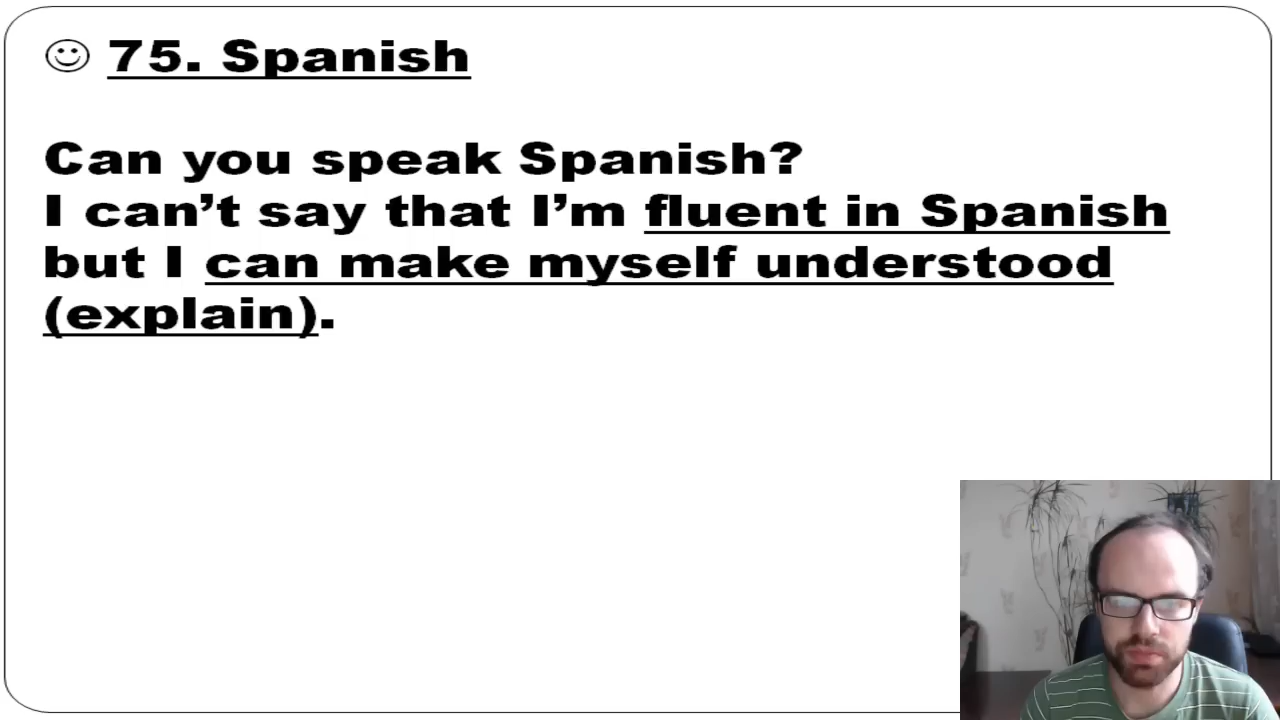 ☺ 75. Spanish
Can you speak Spanish?
I can’t say that I’m fluent in Spanish
but I can make myself understood
(explain).